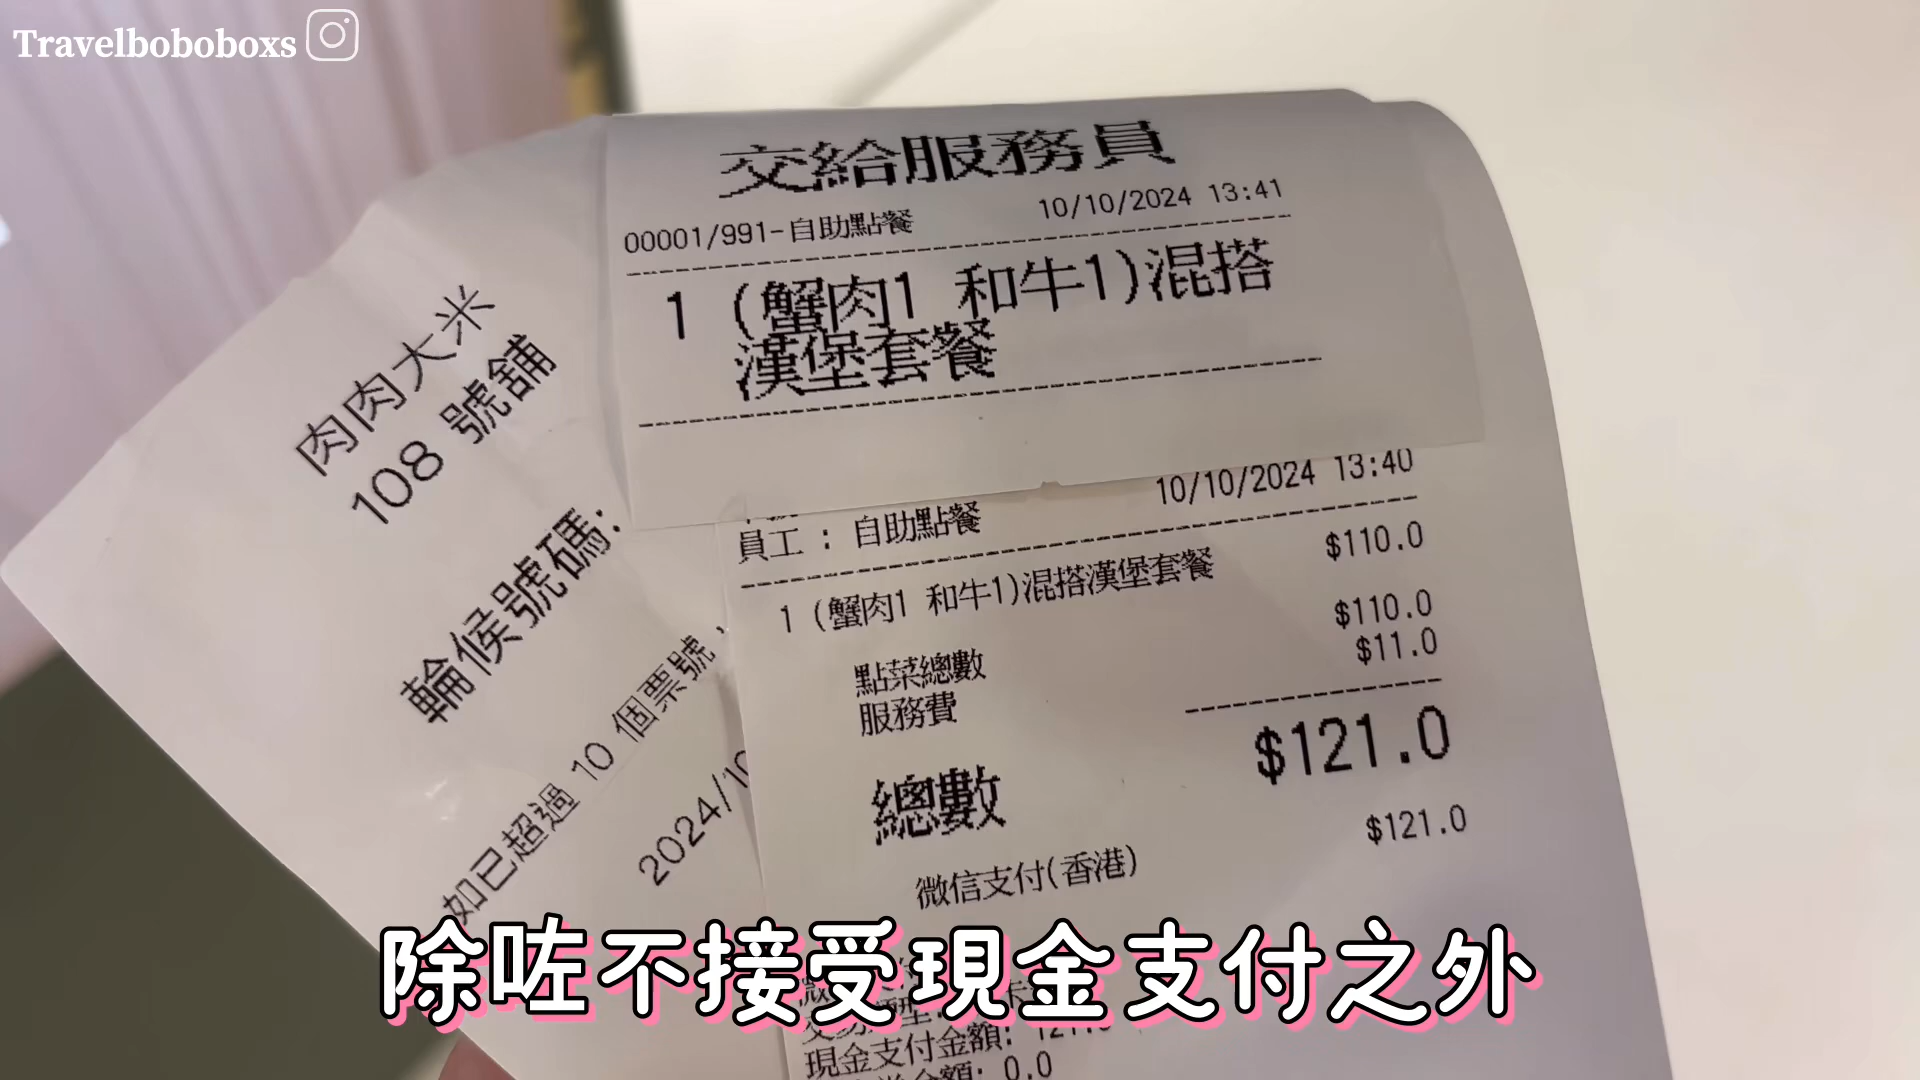 Travelboboboxs
交給服務員
00001/991-自助點餐 10/10/2024 13:41
1 (蟹肉1 和牛1)混搭
漢堡套餐
肉肉大米
108 號舖
輪候號碼:
如已超過 10 個票號，
2024/10
10/10/2024 13:40
員工 : 自助點餐
1 (蟹肉1 和牛1)混搭漢堡套餐 $110.0
點菜總數 $110.0
服務費 $11.0
總數 $121.0
微信支付(香港) $121.0
現金支付金額:
0.0
除咗不接受現金支付之外